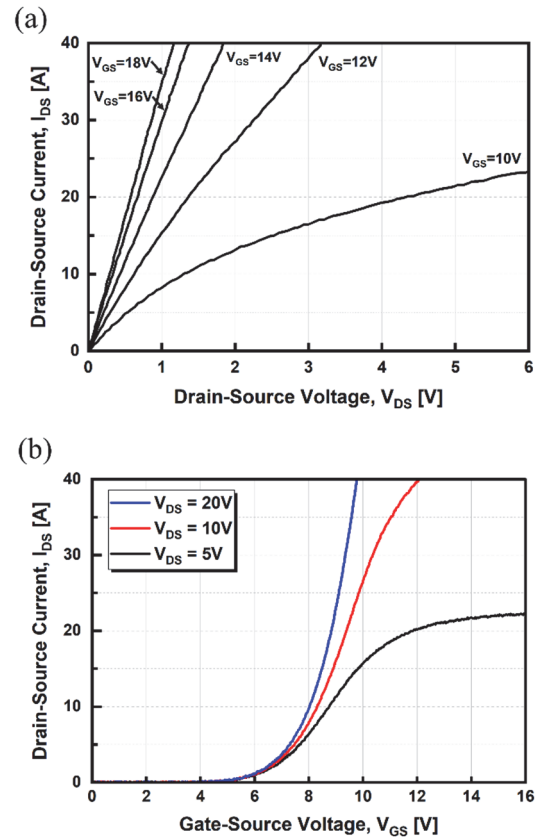 (a)
40
30
20
10
0
Drain-Source Current, I_DS [A]
V_GS=18V
V_GS=16V
V_GS=14V
V_GS=12V
V_GS=10V
0 1 2 3 4 5 6
Drain-Source Voltage, V_DS [V]
(b)
40
30
20
10
0
Drain-Source Current, I_DS [A]
V_DS = 20V
V_DS = 10V
V_DS = 5V
0 2 4 6 8 10 12 14 16
Gate-Source Voltage, V_GS [V]